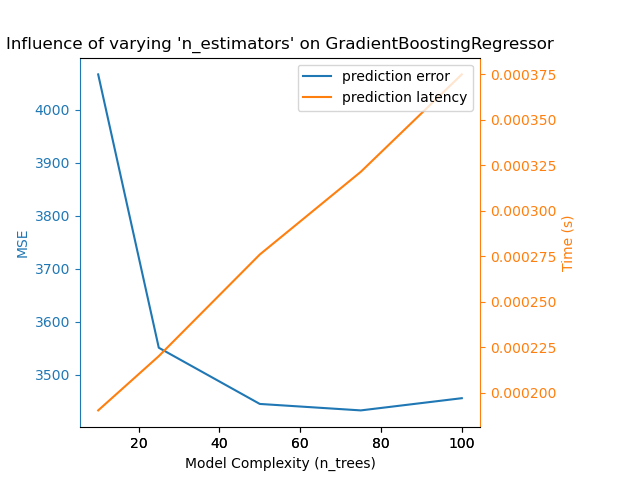 Influence of varying 'n_estimators' on GradientBoostingRegressor
prediction error
prediction latency
4000
3900
3800
3700
3600
3500
MSE
0.000375
0.000350
0.000325
0.000300
0.000275
0.000250
0.000225
0.000200
Time (s)
20 40 60 80 100
Model Complexity (n_trees)